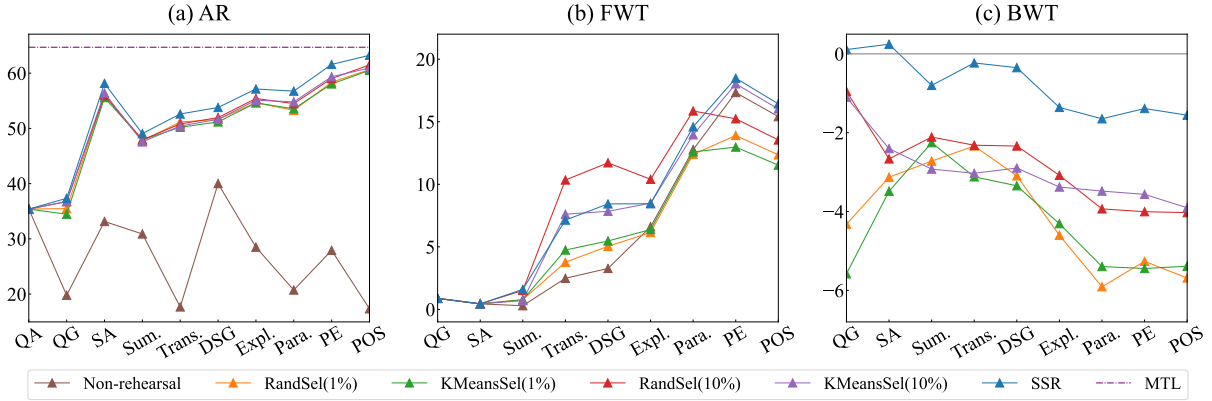 (a) AR
60
50
40
30
20
QA QG SA Sum. Trans. DSG Expl. Para. PE POS
(b) FWT
20
15
10
5
0
QG SA Sum. Trans. DSG Expl. Para. PE POS
(c) BWT
0
−2
−4
−6
QG SA Sum. Trans. DSG Expl. Para. PE POS
Non-rehearsal RandSel(1%) KMeansSel(1%) RandSel(10%) KMeansSel(10%) SSR MTL